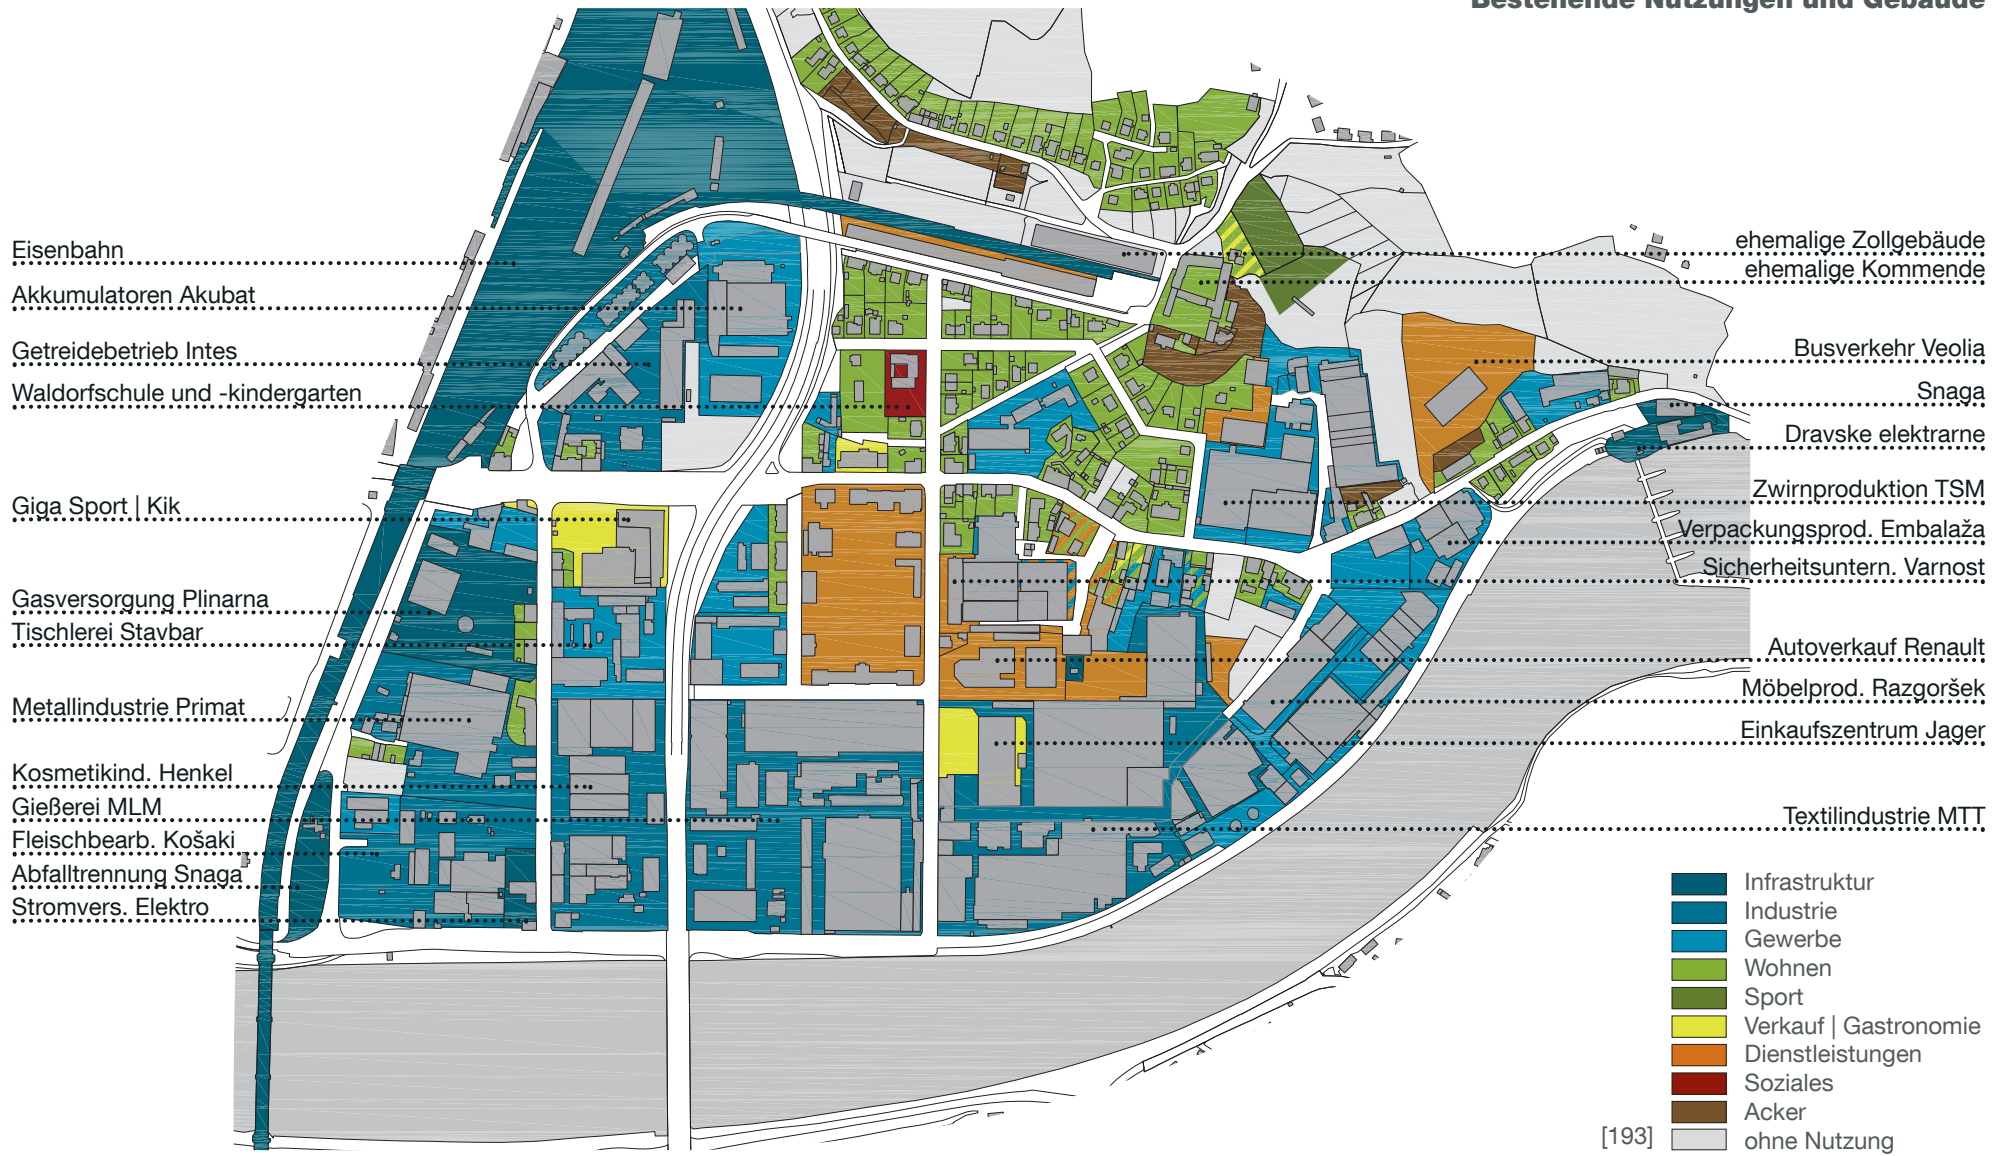 Bestehende Nutzungen und Gebäude
Eisenbahn
Akkumulatoren Akubat
Getreidebetrieb Intes
Waldorfschule und -kindergarten
Giga Sport | Kik
Gasversorgung Plinarna
Tischlerei Stavbar
Metallindustrie Primat
Kosmetikind. Henkel
Gießerei MLM
Fleischbearb. Košaki
Abfalltrennung Snaga
Stromvers. Elektro
ehemalige Zollgebäude
ehemalige Kommende
Busverkehr Veolia
Snaga
Dravske elektrarne
Zwirnproduktion TSM
Verpackungsprod. Embalaža
Sicherheitsuntern. Varnost
Autoverkauf Renault
Möbelprod. Razgoršek
Einkaufszentrum Jager
Textilindustrie MTT
Infrastruktur
Industrie
Gewerbe
Wohnen
Sport
Verkauf | Gastronomie
Dienstleistungen
Soziales
Acker
ohne Nutzung
[193]